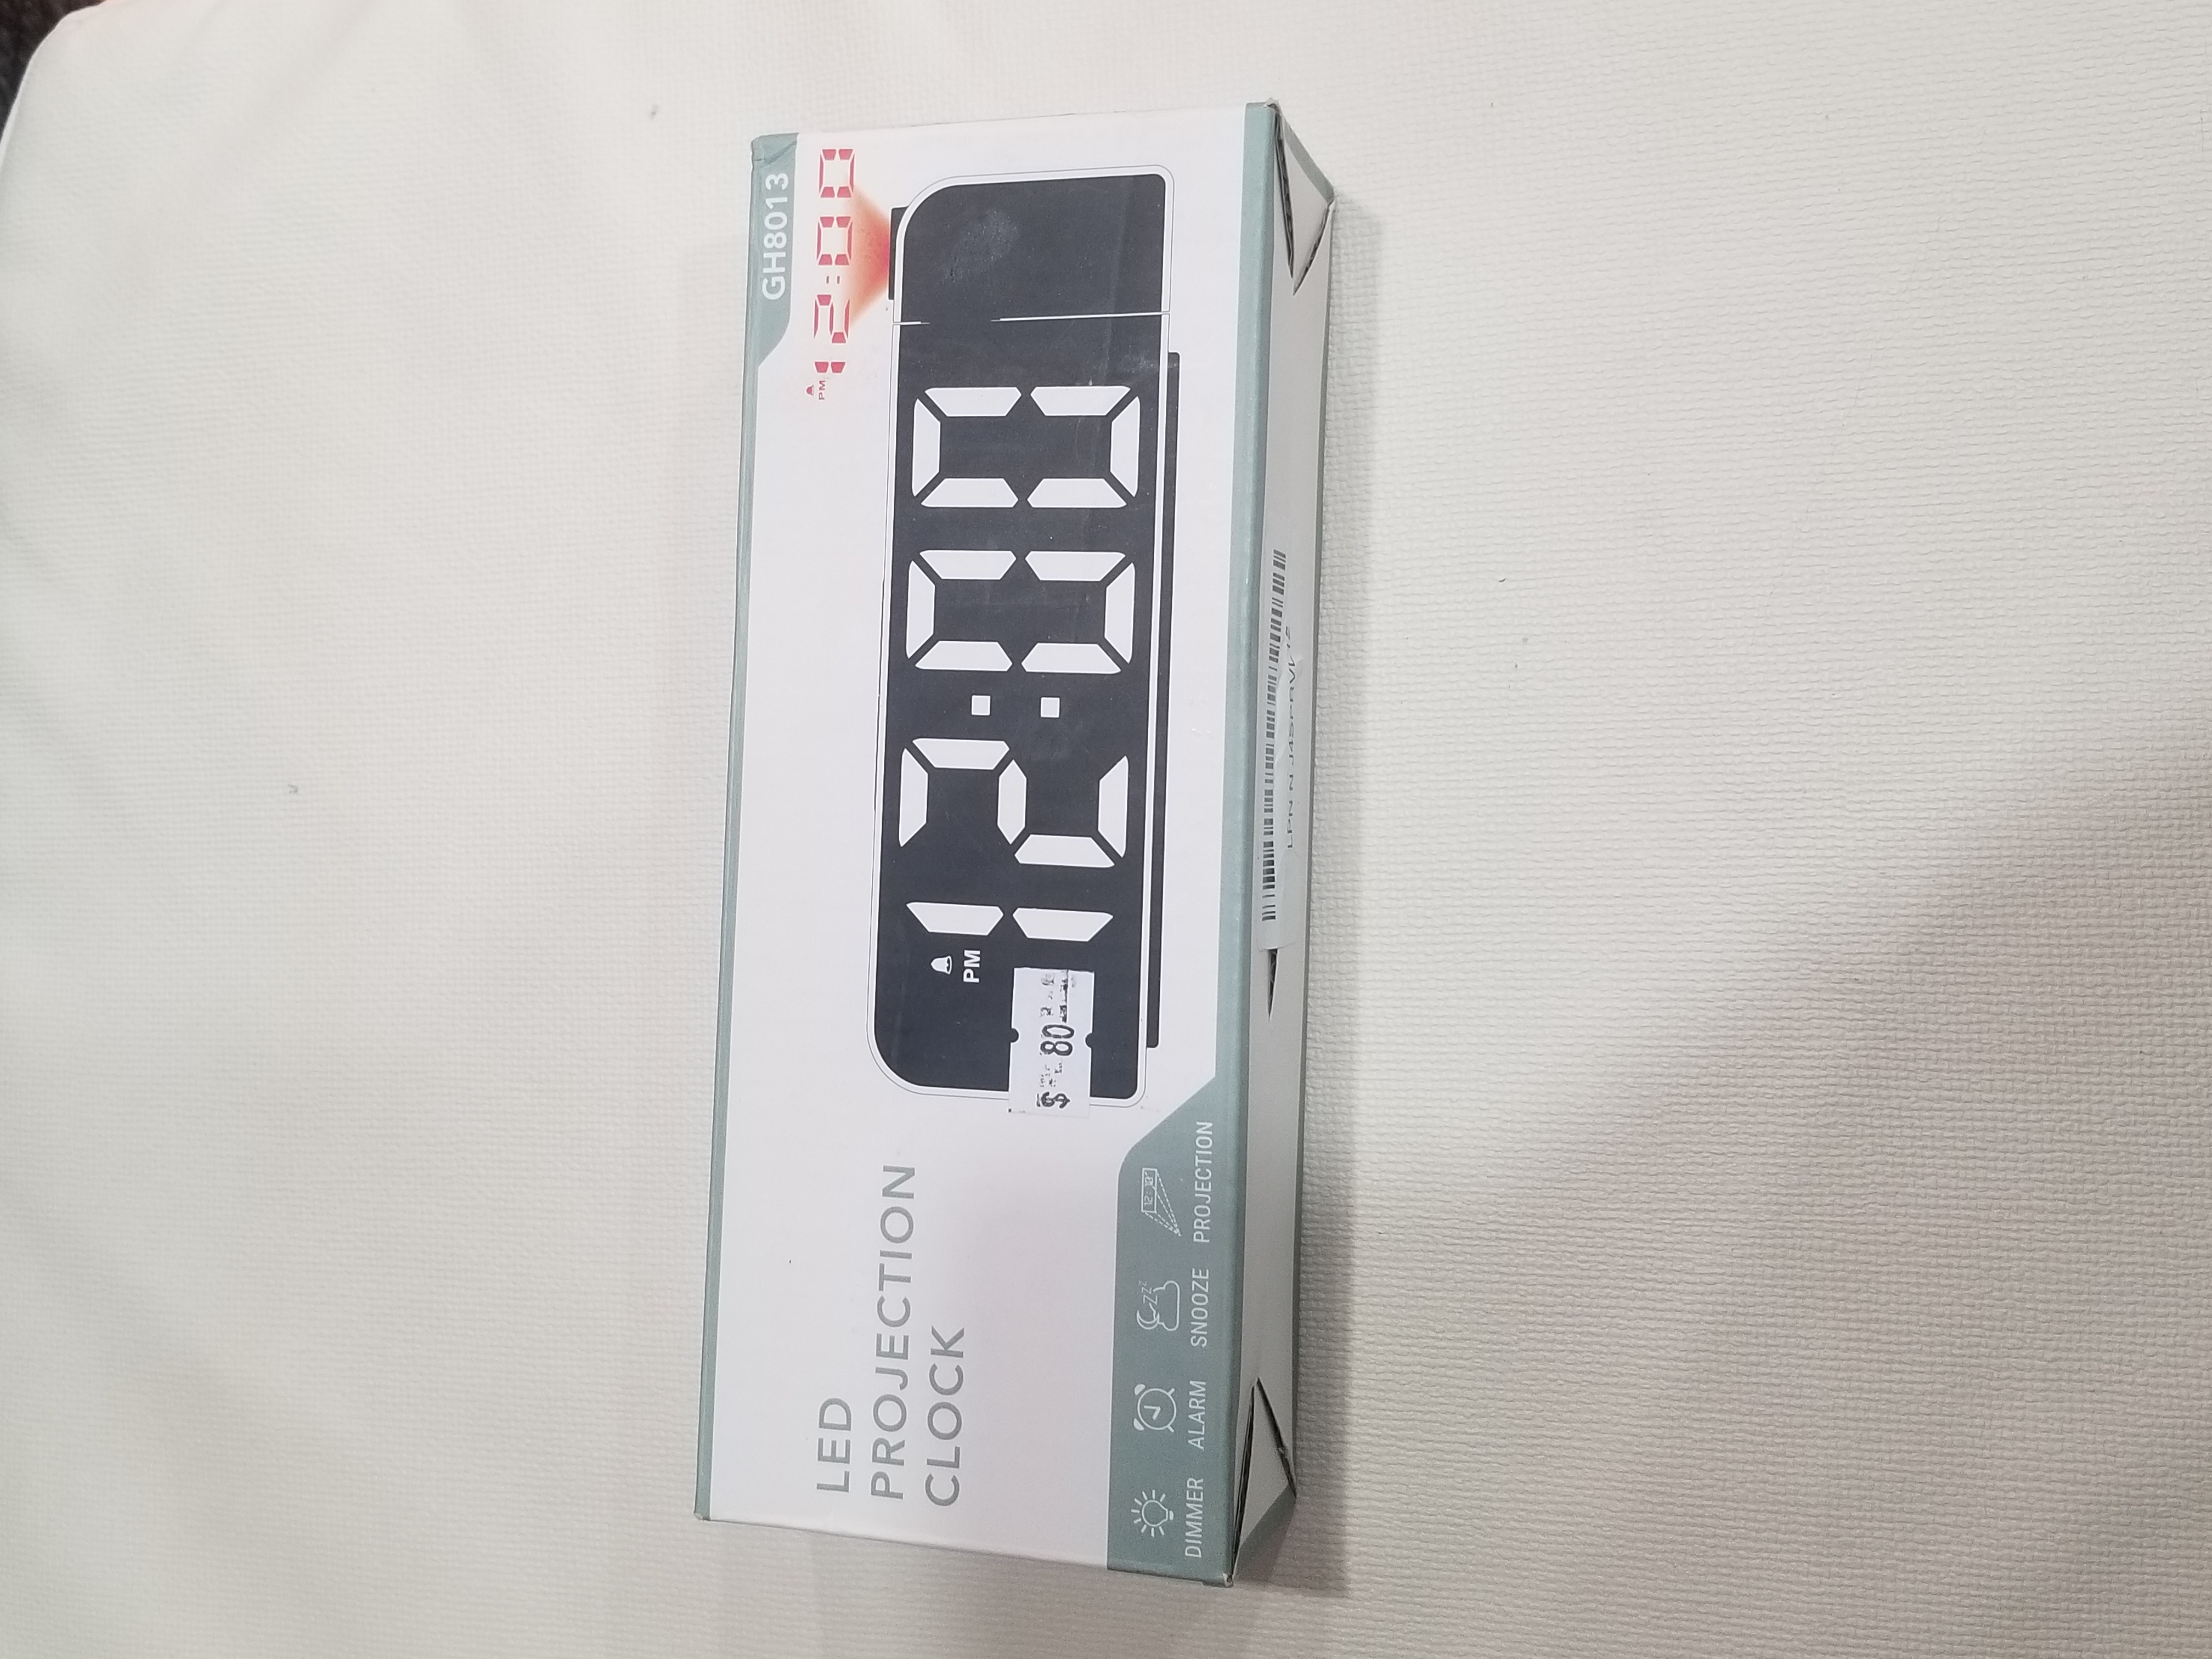 GH8013
PM 12:00
PM
12:00
$ 80
LED
PROJECTION
CLOCK
DIMMER ALARM SNOOZE PROJECTION